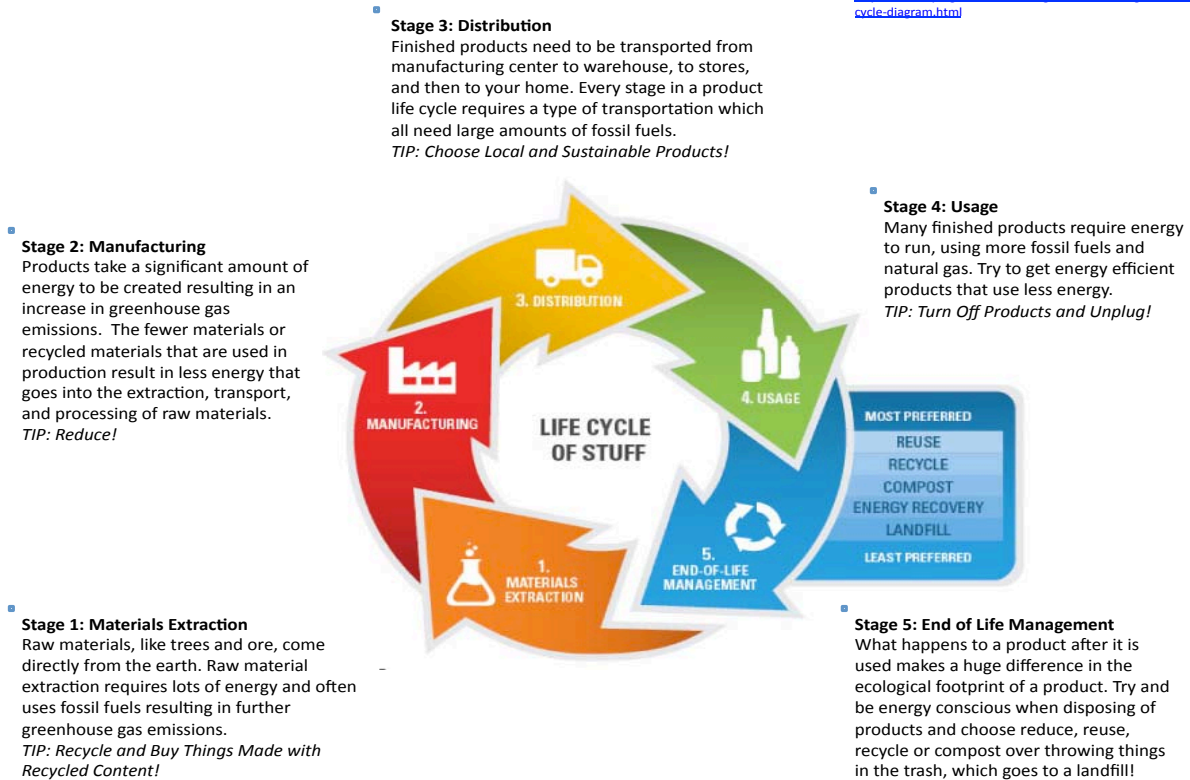 cycle-diagram.html
Stage 3: Distribution
Finished products need to be transported from
manufacturing center to warehouse, to stores,
and then to your home. Every stage in a product
life cycle requires a type of transportation which
all need large amounts of fossil fuels.
TIP: Choose Local and Sustainable Products!
Stage 4: Usage
Many finished products require energy
to run, using more fossil fuels and
natural gas. Try to get energy efficient
products that use less energy.
TIP: Turn Off Products and Unplug!
Stage 2: Manufacturing
Products take a significant amount of
energy to be created resulting in an
increase in greenhouse gas
emissions. The fewer materials or
recycled materials that are used in
production result in less energy that
goes into the extraction, transport,
and processing of raw materials.
TIP: Reduce!
3. DISTRIBUTION
4. USAGE
2.
MANUFACTURING
LIFE CYCLE
OF STUFF
MOST PREFERRED
REUSE
RECYCLE
COMPOST
ENERGY RECOVERY
LANDFILL
LEAST PREFERRED
5.
END-OF-LIFE
MANAGEMENT
1.
MATERIALS
EXTRACTION
Stage 1: Materials Extraction
Raw materials, like trees and ore, come
directly from the earth. Raw material
extraction requires lots of energy and often
uses fossil fuels resulting in further
greenhouse gas emissions.
TIP: Recycle and Buy Things Made with
Recycled Content!
Stage 5: End of Life Management
What happens to a product after it is
used makes a huge difference in the
ecological footprint of a product. Try and
be energy conscious when disposing of
products and choose reduce, reuse,
recycle or compost over throwing things
in the trash, which goes to a landfill!